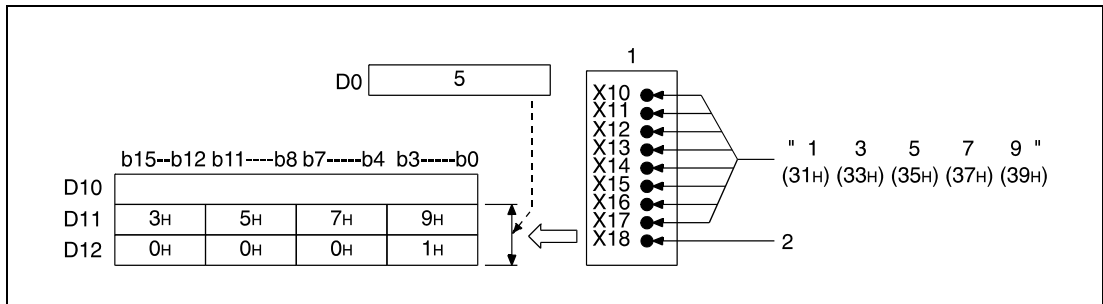 1
D0 5
X10
X11
X12
X13
X14
X15
X16
X17
X18
" 1 3 5 7 9 "
(31H) (33H) (35H) (37H) (39H)
2
b15--b12 b11----b8 b7-----b4 b3-----b0
D10
D11 3H 5H 7H 9H
D12 0H 0H 0H 1H